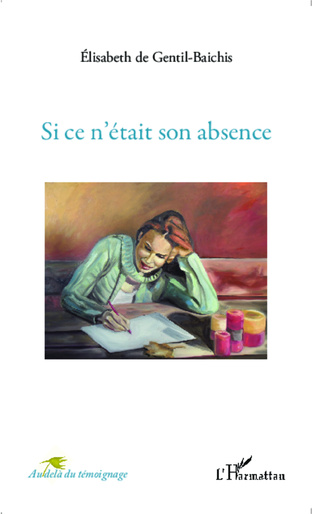 Élisabeth de Gentil-Baichis
Si ce n'était son absence
Au delà du témoignage
L'Harmattan